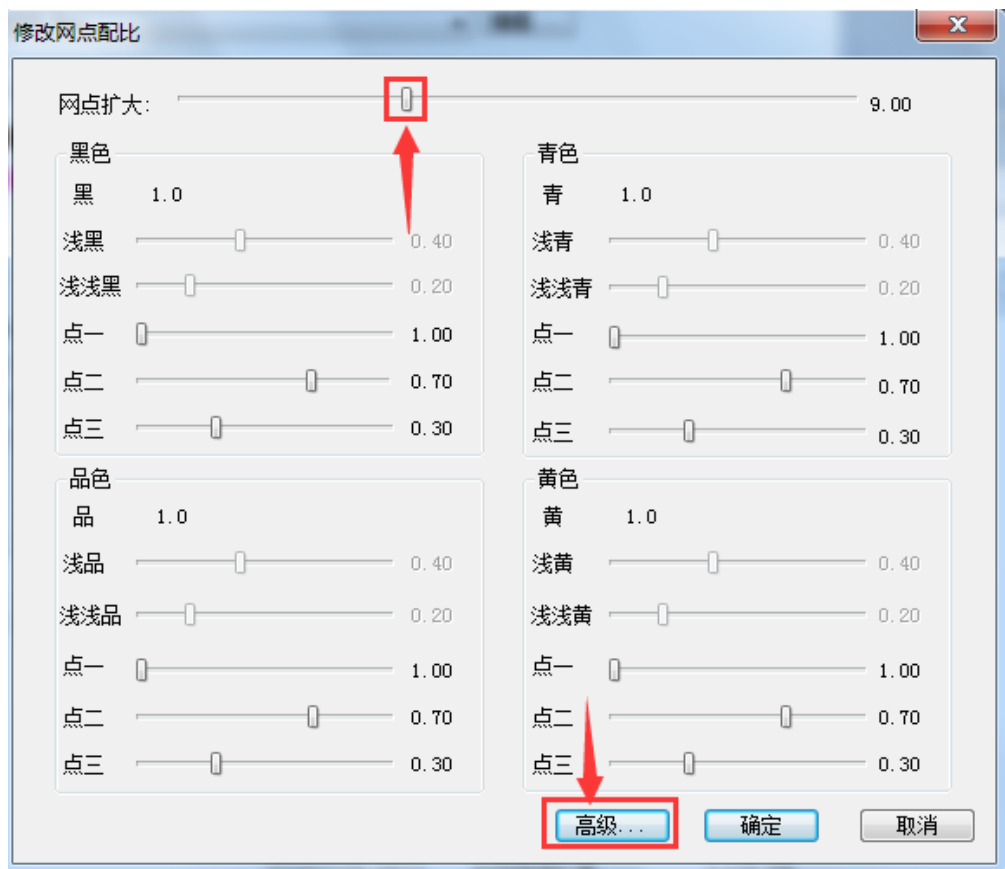 修改网点配比
网点扩大: 9.00
黑色
黑 1.0
浅黑 0.40
浅浅黑 0.20
点一 1.00
点二 0.70
点三 0.30
青色
青 1.0
浅青 0.40
浅浅青 0.20
点一 1.00
点二 0.70
点三 0.30
品色
品 1.0
浅品 0.40
浅浅品 0.20
点一 1.00
点二 0.70
点三 0.30
黄色
黄 1.0
浅黄 0.40
浅浅黄 0.20
点一 1.00
点二 0.70
点三 0.30
高级... 确定 取消